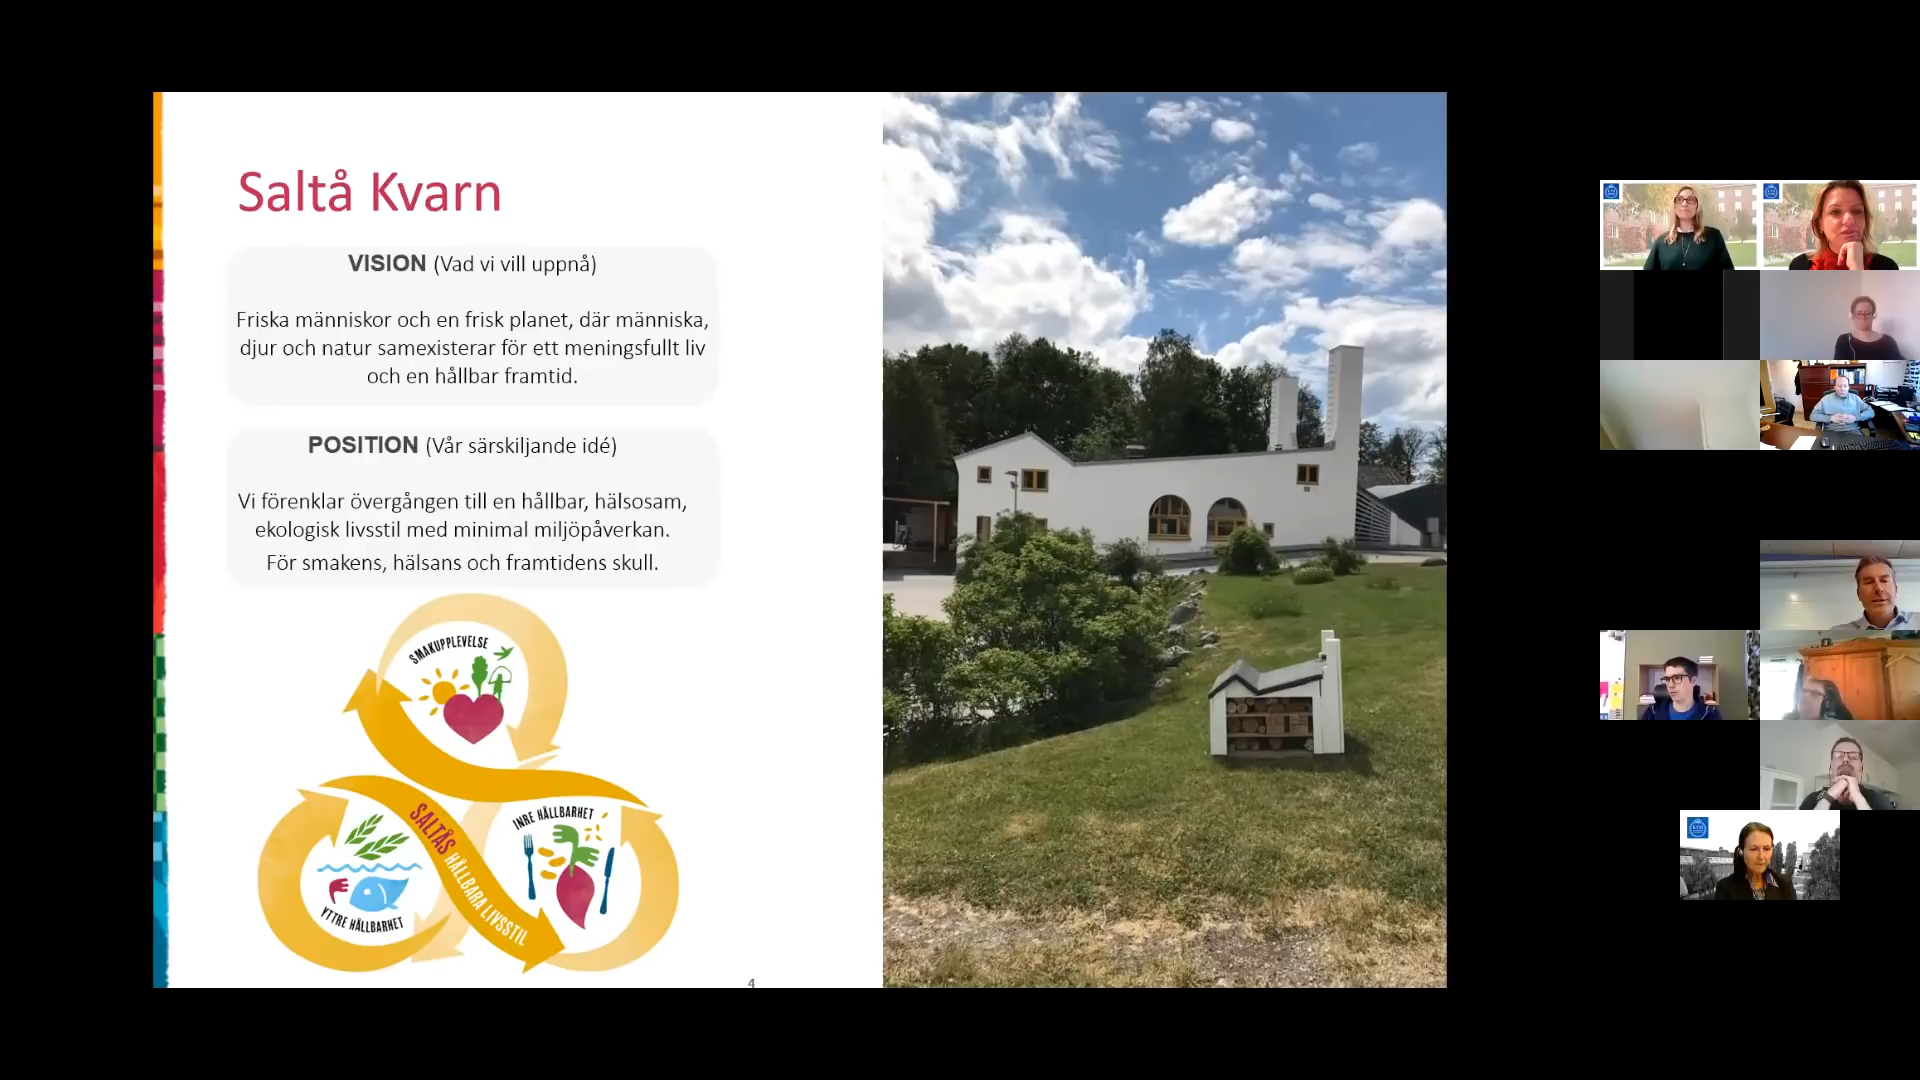 Saltå Kvarn
VISION (Vad vi vill uppnå)
Friska människor och en frisk planet, där människa,
djur och natur samexisterar för ett meningsfullt liv
och en hållbar framtid.
POSITION (Vår särskiljande idé)
Vi förenklar övergången till en hållbar, hälsosam,
ekologisk livsstil med minimal miljöpåverkan.
För smakens, hälsans och framtidens skull.
SMAKUPPLEVELSE
INRE HÅLLBARHET
SALTÅS HÅLLBARA LIVSSTIL
YTTRE HÅLLBARHET
4